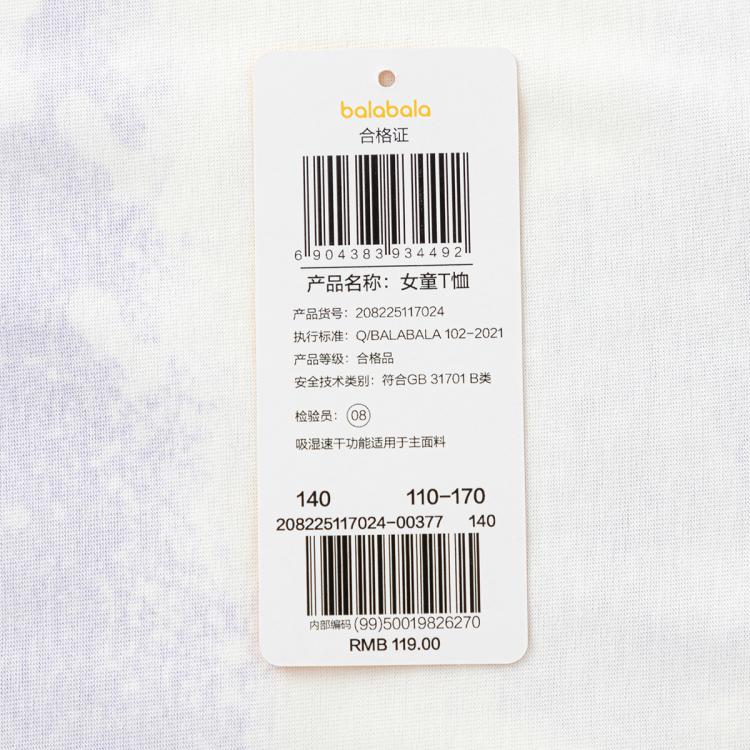 balabala
合格证
6 904383 934492
产品名称：女童T恤
产品货号：208225117024
执行标准：Q/BALABALA 102-2021
产品等级：合格品
安全技术类别：符合GB 31701 B类
检验员：08
吸湿速干功能适用于主面料
140 110-170
208225117024-00377 140
内部编码 (99)50019826270
RMB 119.00